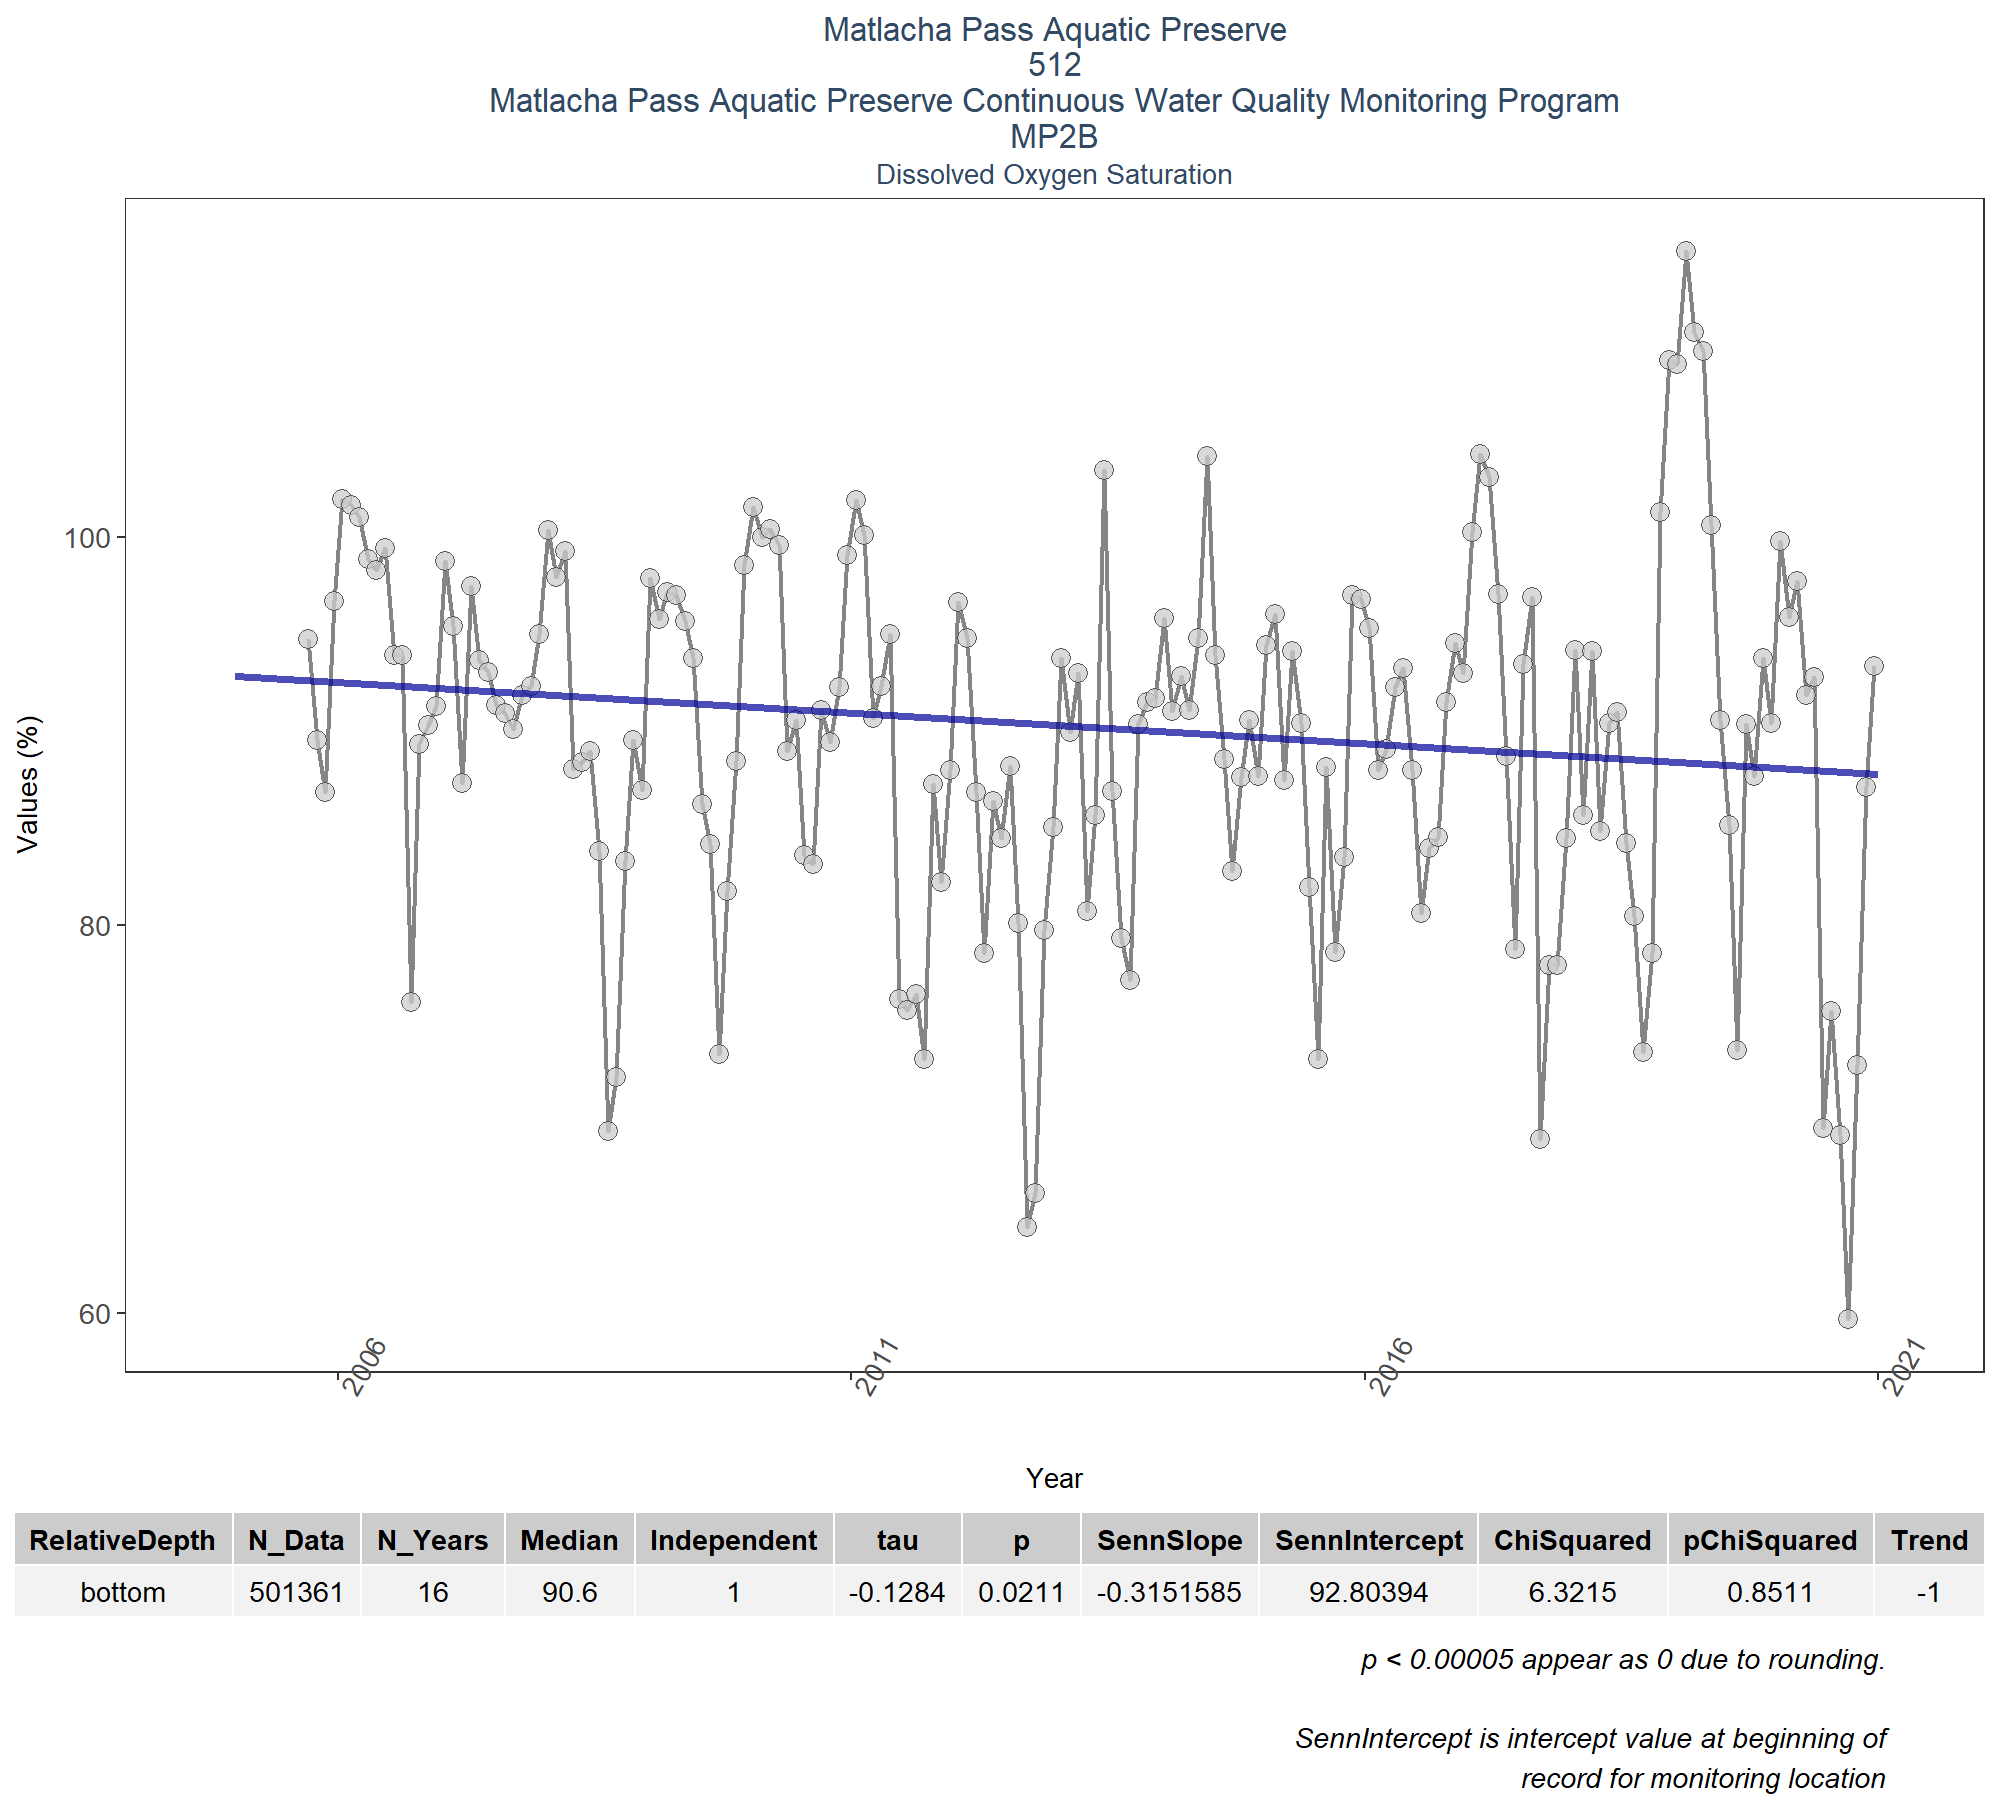 Matlacha Pass Aquatic Preserve
512
Matlacha Pass Aquatic Preserve Continuous Water Quality Monitoring Program
MP2B
Dissolved Oxygen Saturation
Values (%)
100
80
60
2006
2011
2016
2021
Year
RelativeDepth N_Data N_Years Median Independent tau p SennSlope SennIntercept ChiSquared pChiSquared Trend
bottom 501361 16 90.6 1 -0.1284 0.0211 -0.3151585 92.80394 6.3215 0.8511 -1
p < 0.00005 appear as 0 due to rounding.
SennIntercept is intercept value at beginning of
record for monitoring location